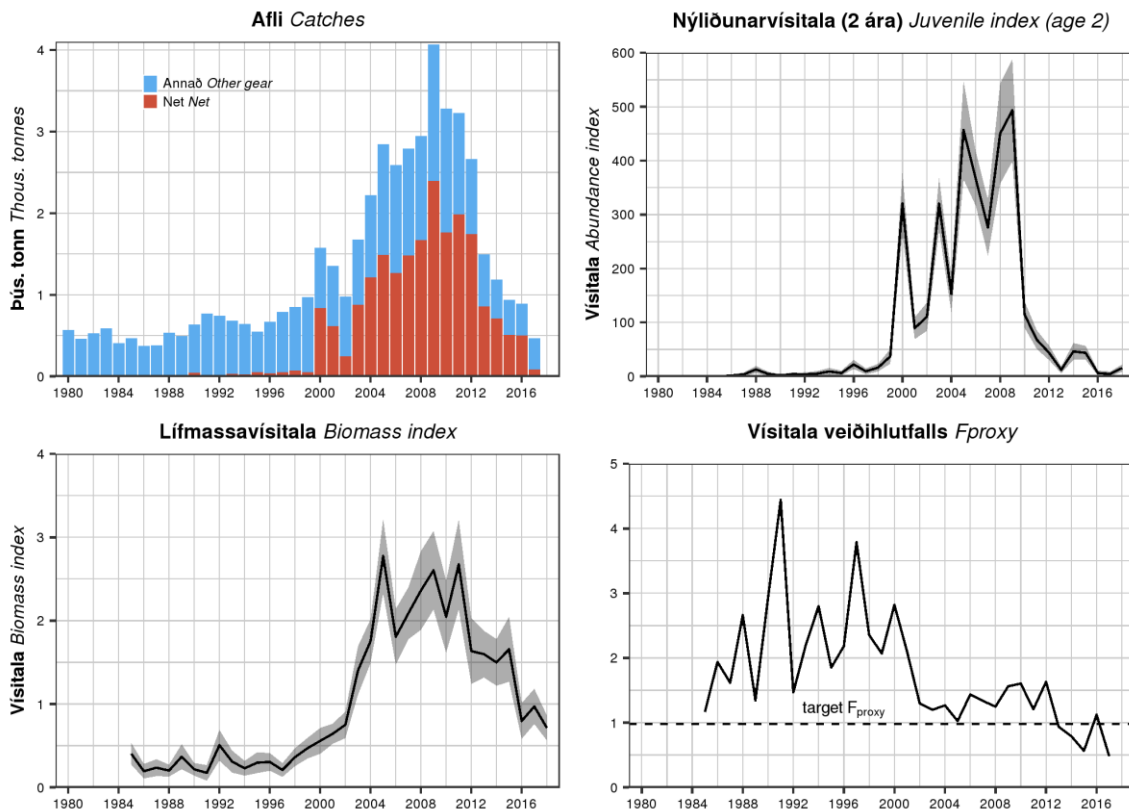 Afli Catches
Þús. tonn Thous. tonnes
Annað Other gear
Net Net
4
3
2
1
0
1980 1984 1988 1992 1996 2000 2004 2008 2012 2016
Nýliðunarvísitala (2 ára) Juvenile index (age 2)
Vísitala Abundance index
600
500
400
300
200
100
0
1980 1984 1988 1992 1996 2000 2004 2008 2012 2016
Lífmassavísitala Biomass index
Vísitala Biomass index
4
3
2
1
0
1980 1984 1988 1992 1996 2000 2004 2008 2012 2016
Vísitala veiðihlutfalls Fproxy
5
4
3
2
1
0
target Fproxy
1980 1984 1988 1992 1996 2000 2004 2008 2012 2016